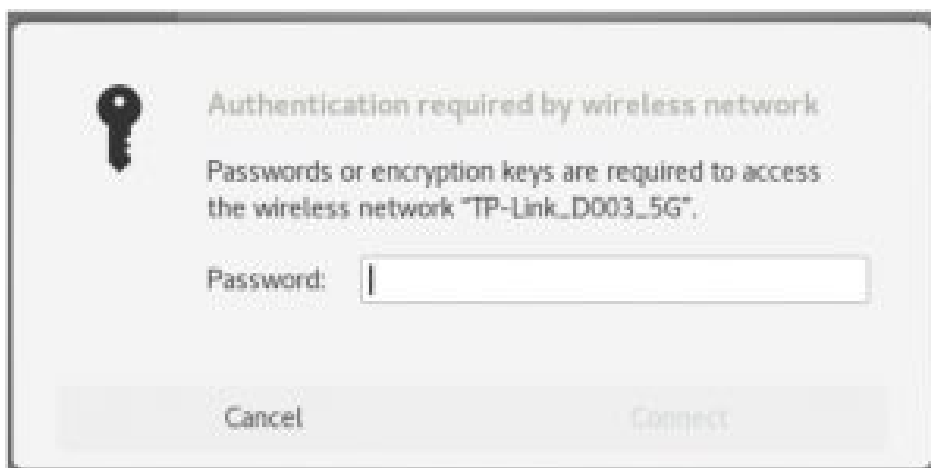 Authentication required by wireless network
Passwords or encryption keys are required to access
the wireless network "TP-Link_D003_5G".
Password:
Cancel
Connect